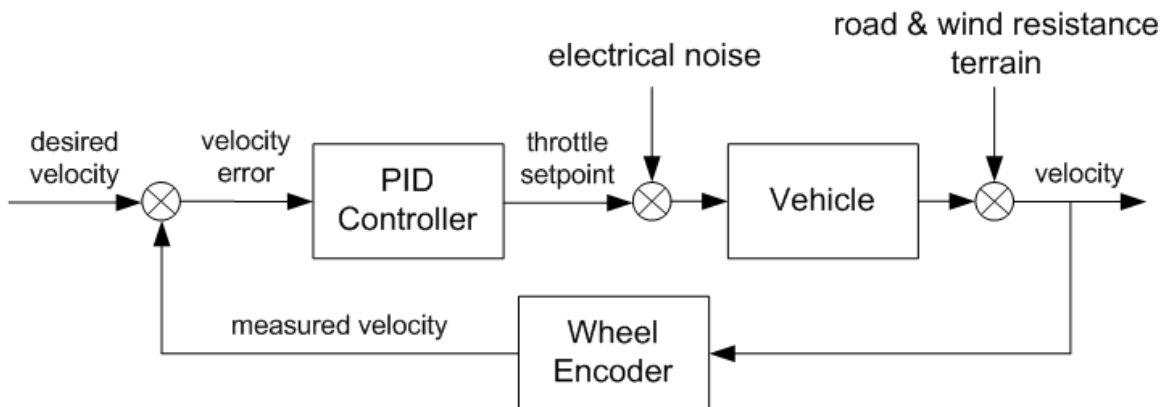 road & wind resistance
terrain
electrical noise
desired
velocity
velocity
error
PID
Controller
throttle
setpoint
Vehicle
velocity
measured velocity
Wheel
Encoder